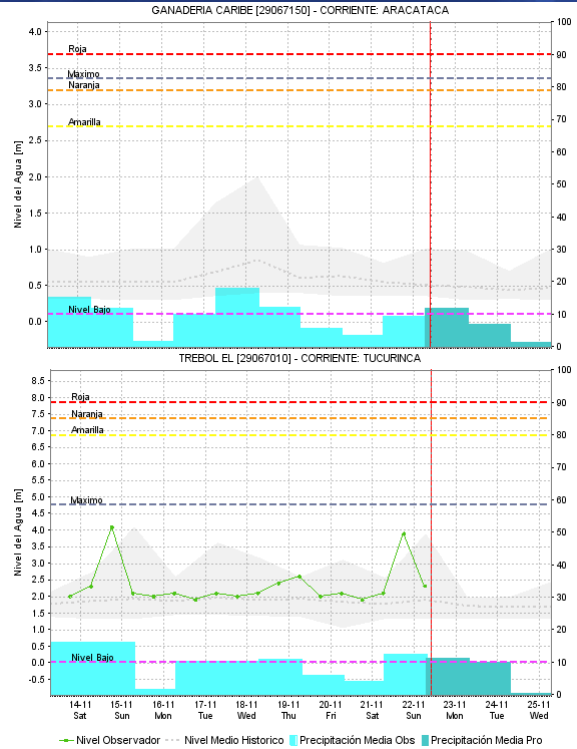 GANADERIA CARIBE [29067150] - CORRIENTE: ARACATACA
Nivel del Agua [m]
4.0
3.5
3.0
2.5
2.0
1.5
1.0
0.5
0.0
Roja
Maximo
Naranja
Amarilla
Nivel Bajo
100
90
80
70
60
50
40
30
20
10
0
TREBOL EL [29067010] - CORRIENTE: TUCURINCA
Nivel del Agua [m]
8.5
8.0
7.5
7.0
6.5
6.0
5.5
5.0
4.5
4.0
3.5
3.0
2.5
2.0
1.5
1.0
0.5
0.0
-0.5
Roja
Naranja
Amarilla
Maximo
Nivel Bajo
100
90
80
70
60
50
40
30
20
10
0
14-11 15-11 16-11 17-11 18-11 19-11 20-11 21-11 22-11 23-11 24-11 25-11
Sat Sun Mon Tue Wed Thu Fri Sat Sun Mon Tue Wed
Nivel Observador Nivel Medio Historico Precipitación Media Obs Precipitación Media Pro